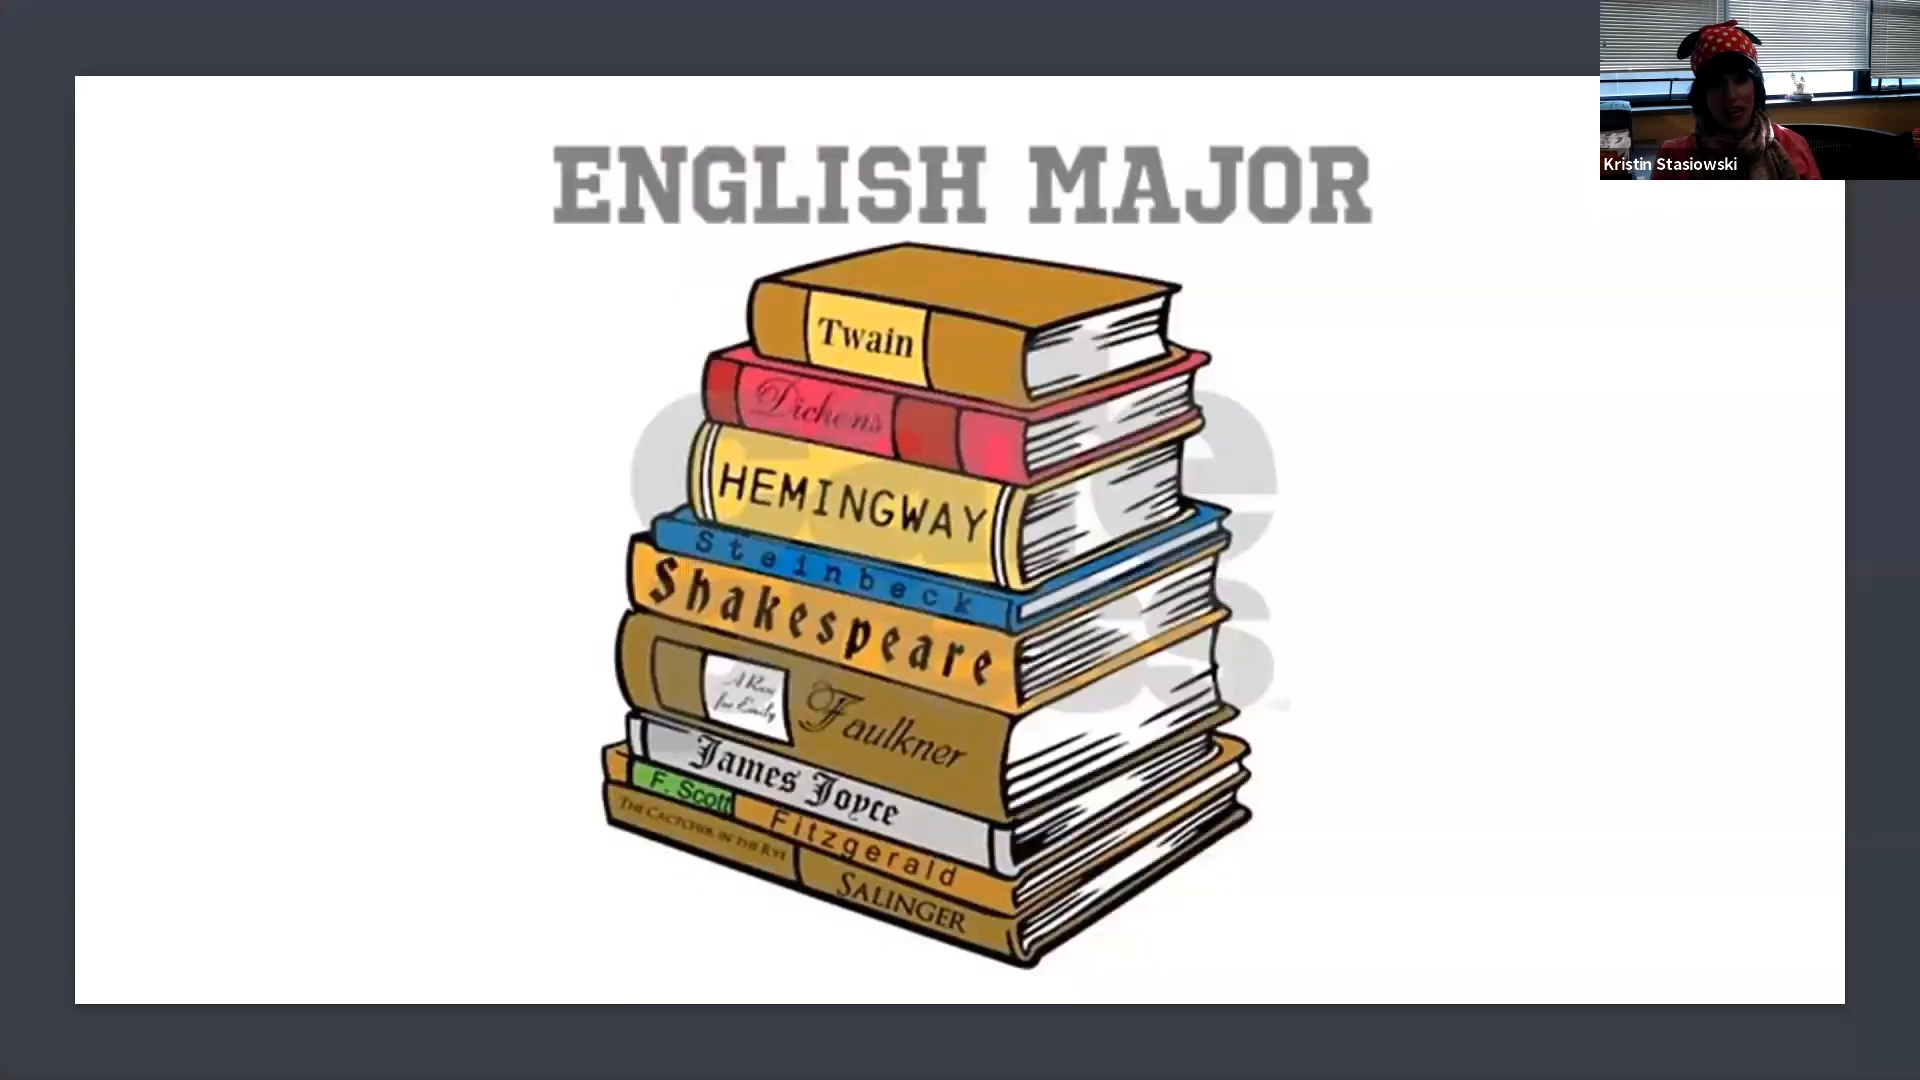 Kristin Stasiowski
ENGLISH MAJOR
Twain
Dickens
HEMINGWAY
Steinbeck
Shakespeare
A Rose
for Emily
Faulkner
James Joyce
F. Scott
Fitzgerald
THE CACTCHER IN THE RYE
SALINGER